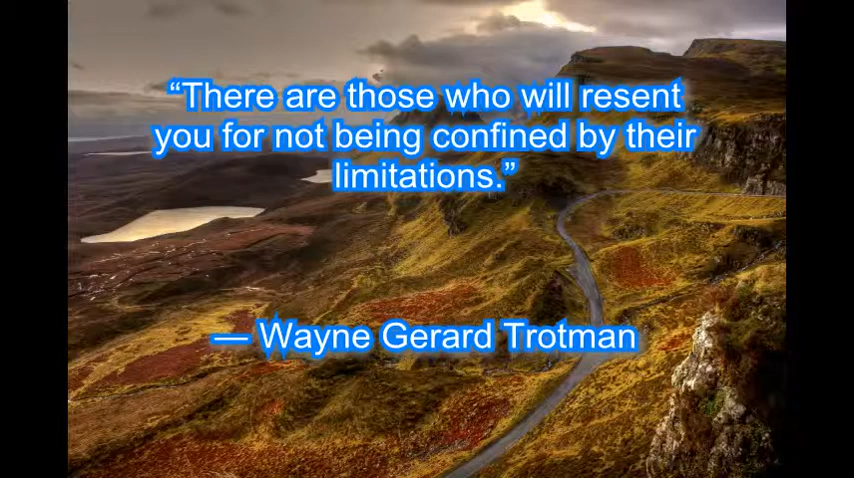 “There are those who will resent
you for not being confined by their
limitations.”
— Wayne Gerard Trotman